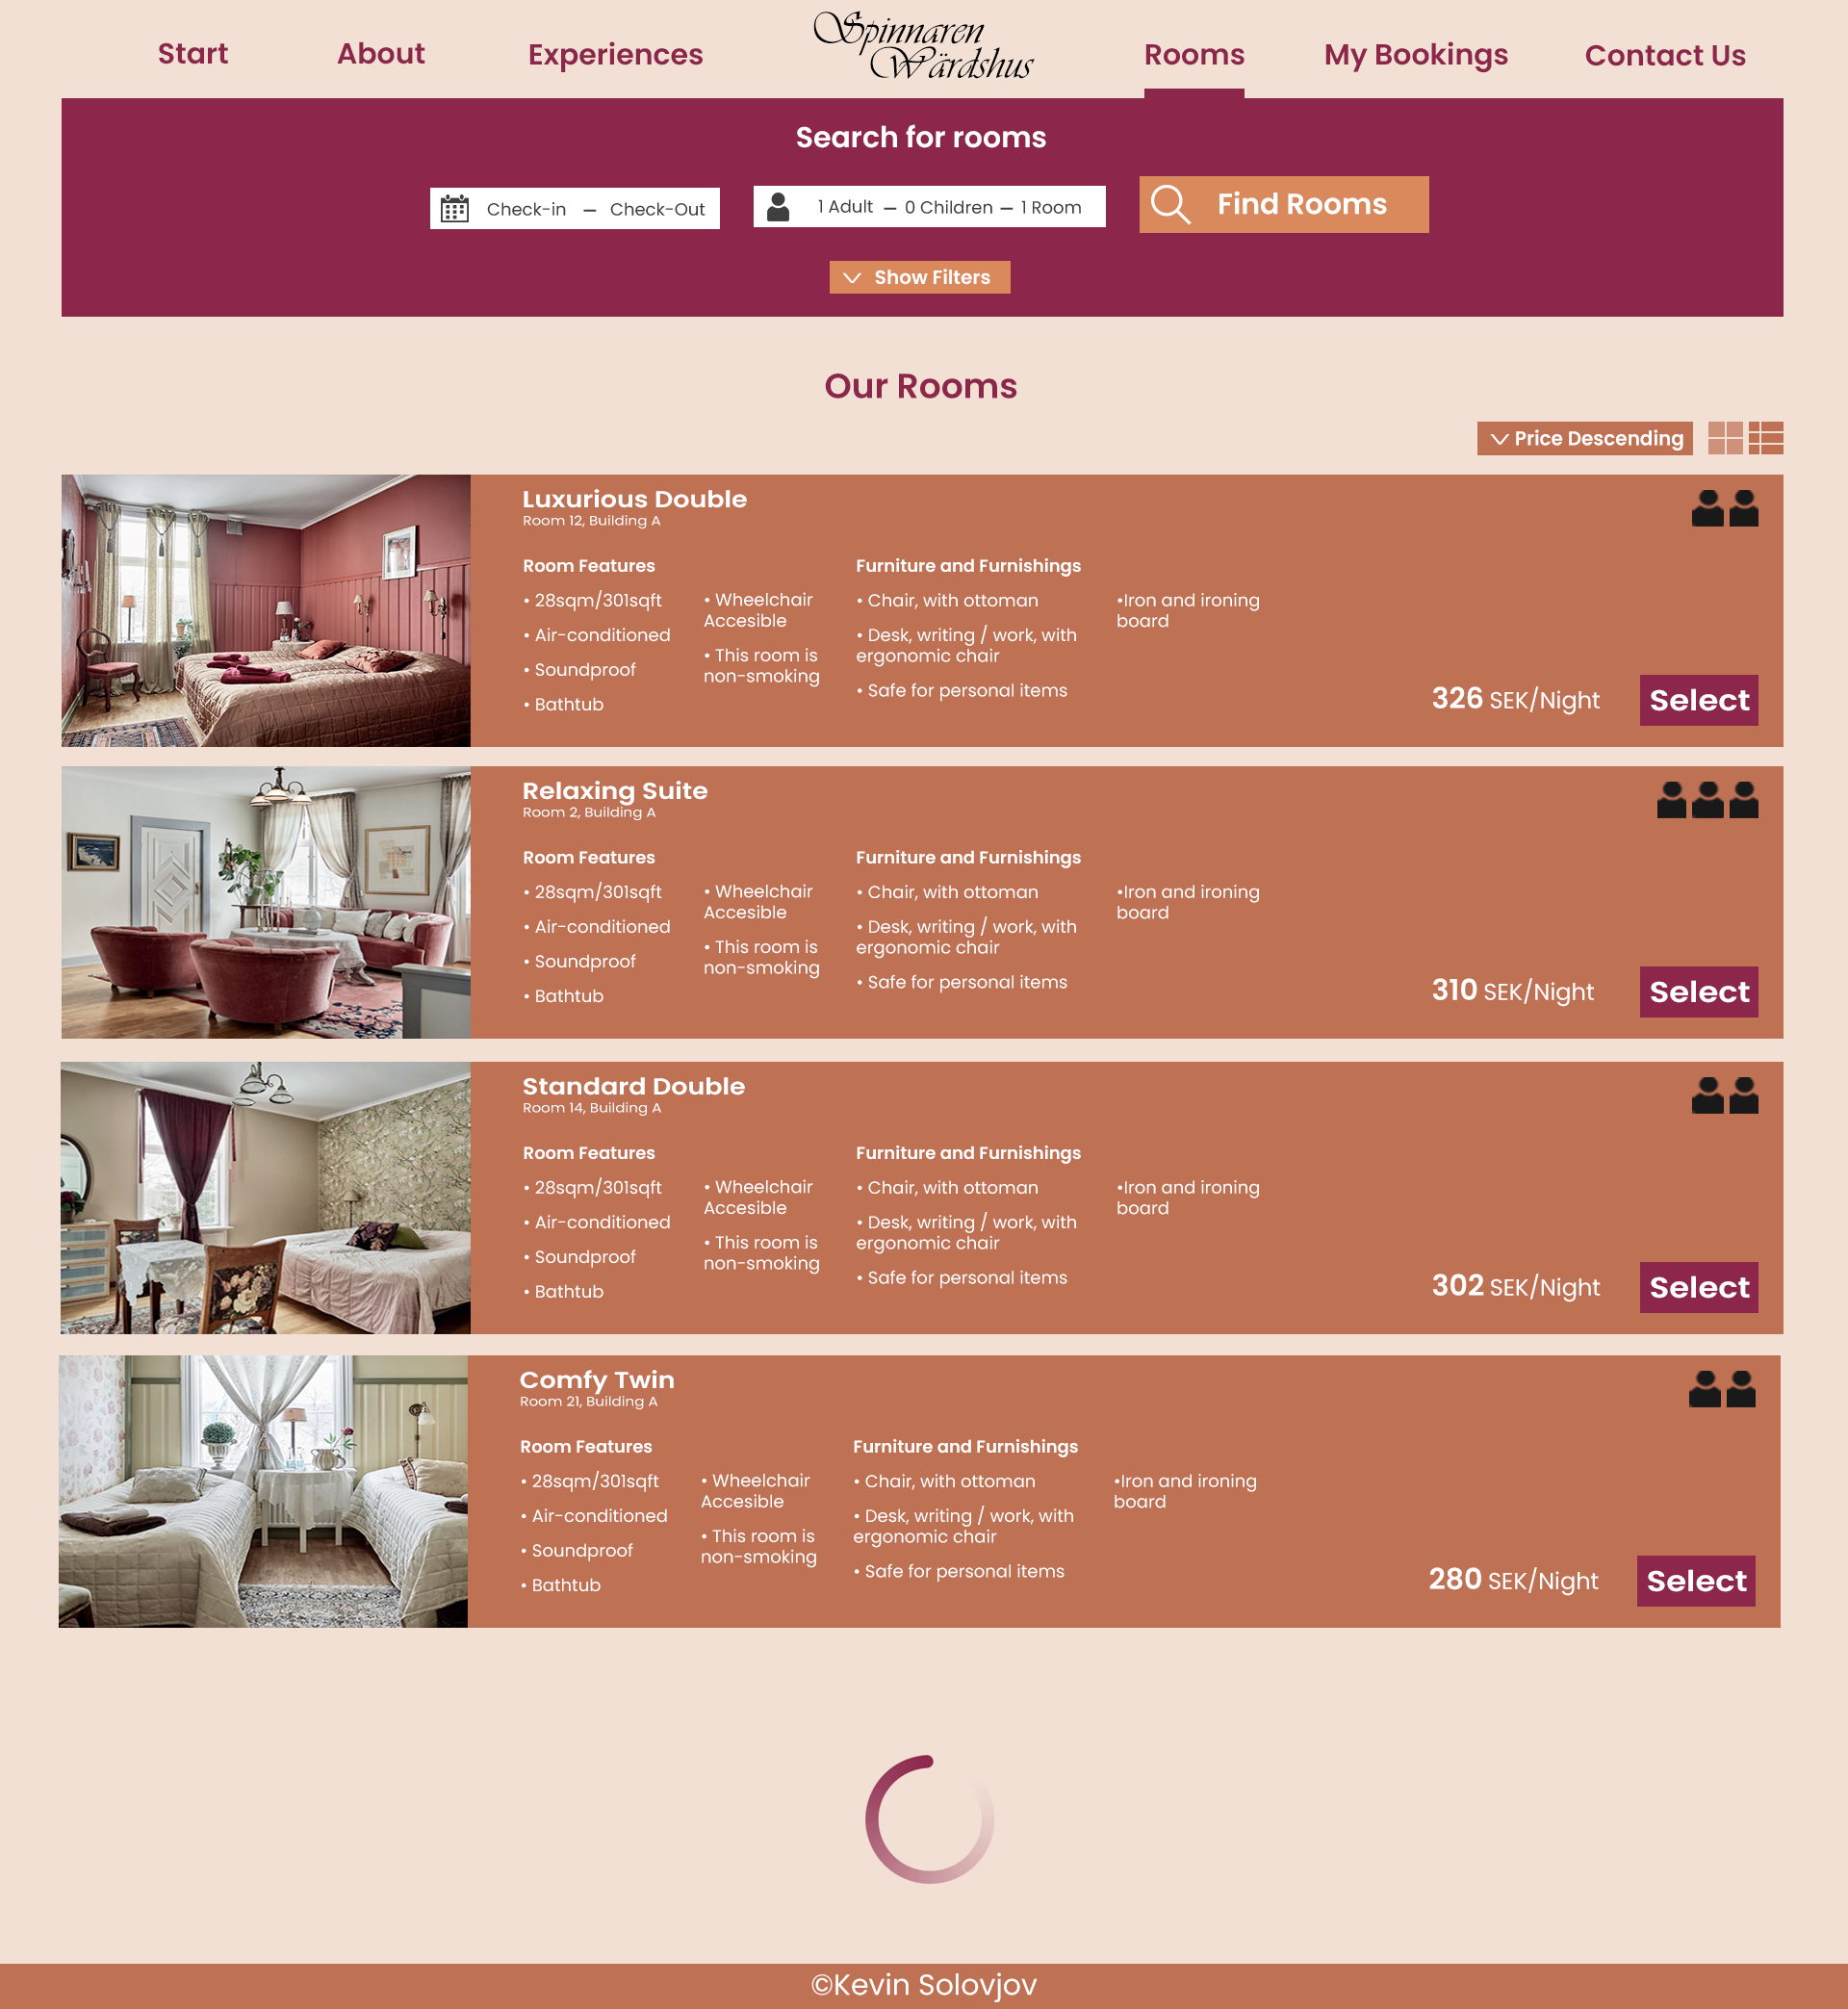 Start
About
Experiences
Spinnaren
Wärdshus
Rooms
My Bookings
Contact Us
Search for rooms
Check-in – Check-Out
1 Adult – 0 Children – 1 Room
Find Rooms
Show Filters
Our Rooms
Price Descending
Luxurious Double
Room 12, Building A
Room Features
• 28sqm/301sqft
• Air-conditioned
• Soundproof
• Bathtub
• Wheelchair
Accesible
• This room is
non-smoking
Furniture and Furnishings
• Chair, with ottoman
• Desk, writing / work, with
ergonomic chair
• Safe for personal items
•Iron and ironing
board
326 SEK/Night
Select
Relaxing Suite
Room 2, Building A
Room Features
• 28sqm/301sqft
• Air-conditioned
• Soundproof
• Bathtub
• Wheelchair
Accesible
• This room is
non-smoking
Furniture and Furnishings
• Chair, with ottoman
• Desk, writing / work, with
ergonomic chair
• Safe for personal items
•Iron and ironing
board
310 SEK/Night
Select
Standard Double
Room 14, Building A
Room Features
• 28sqm/301sqft
• Air-conditioned
• Soundproof
• Bathtub
• Wheelchair
Accesible
• This room is
non-smoking
Furniture and Furnishings
• Chair, with ottoman
• Desk, writing / work, with
ergonomic chair
• Safe for personal items
•Iron and ironing
board
302 SEK/Night
Select
Comfy Twin
Room 21, Building A
Room Features
• 28sqm/301sqft
• Air-conditioned
• Soundproof
• Bathtub
• Wheelchair
Accesible
• This room is
non-smoking
Furniture and Furnishings
• Chair, with ottoman
• Desk, writing / work, with
ergonomic chair
• Safe for personal items
•Iron and ironing
board
280 SEK/Night
Select
©Kevin Solovjov